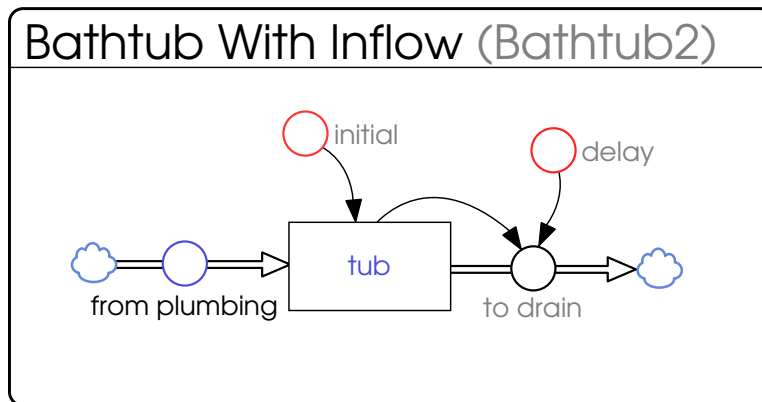 Bathtub With Inflow (Bathtub2)
initial
delay
tub
from plumbing
to drain